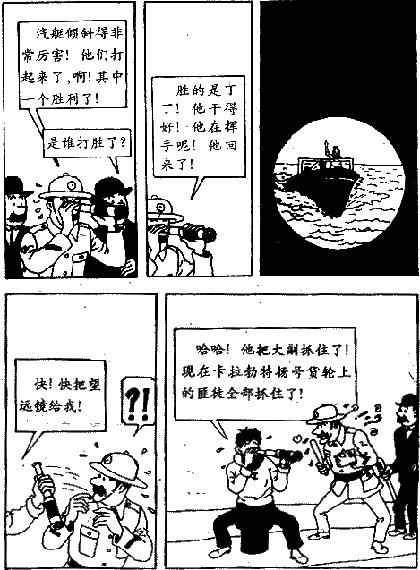 汽艇倾斜得非
常厉害！他们打
起来了，啊！其中
一个胜利了！
是谁打胜了？
胜的是丁
丁！他干得
好！他在挥
手呢！他回
来了！
快！快把望
远镜给我！
?!
哈哈！他把大副抓住了！
现在卡拉勃特捞号货轮上
的匪徒全部抓住了！